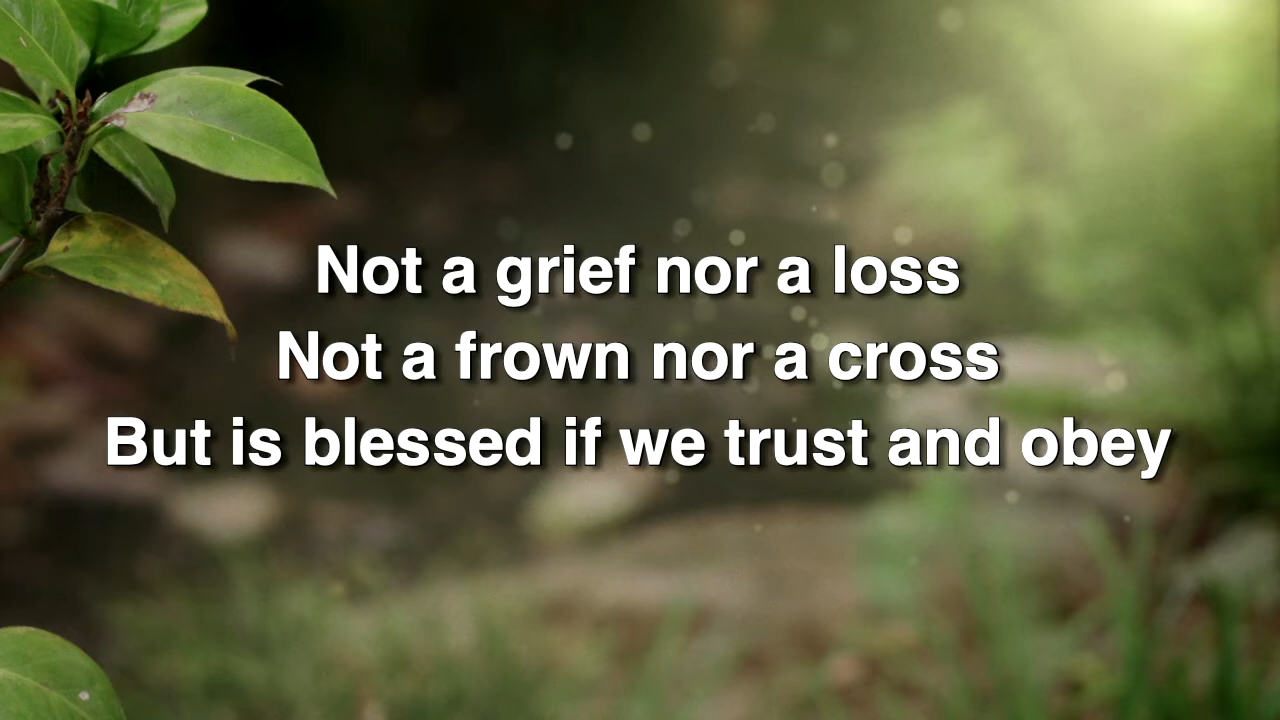 Not a grief nor a loss
Not a frown nor a cross
But is blessed if we trust and obey